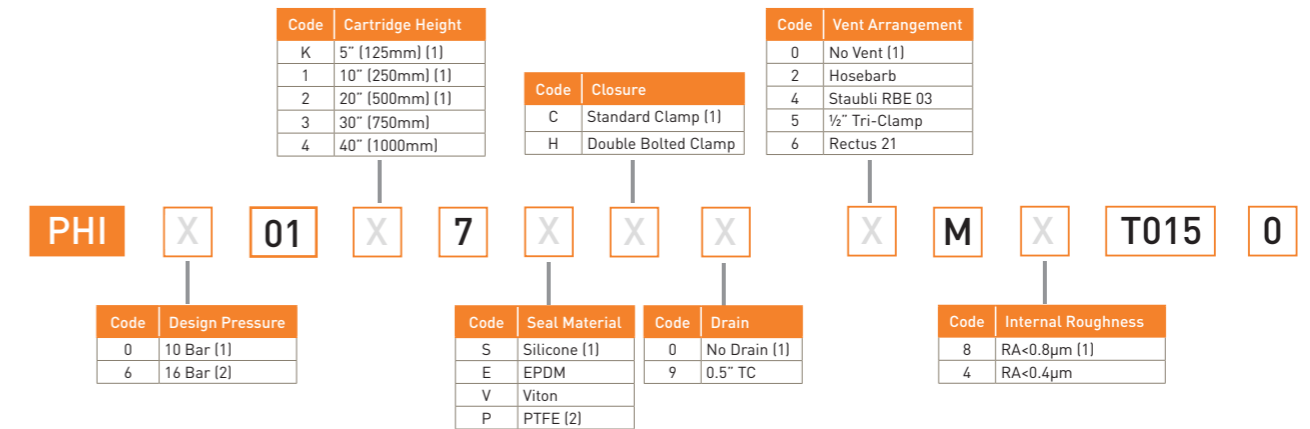 Code Cartridge Height
K 5” (125mm) (1)
1 10” (250mm) (1)
2 20” (500mm) (1)
3 30” (750mm)
4 40” (1000mm)
Code Closure
C Standard Clamp (1)
H Double Bolted Clamp
Code Vent Arrangement
0 No Vent (1)
2 Hosebarb
4 Staubli RBE 03
5 ½” Tri-Clamp
6 Rectus 21
PHI X 01 X 7 X X X X M X T015 0
Code Design Pressure
0 10 Bar (1)
6 16 Bar (2)
Code Seal Material
S Silicone (1)
E EPDM
V Viton
P PTFE (2)
Code Drain
0 No Drain (1)
9 0.5” TC
Code Internal Roughness
8 RA<0.8µm (1)
4 RA<0.4µm